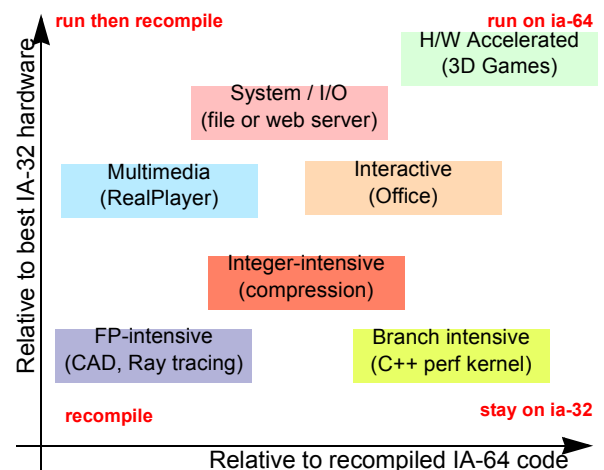 run then recompile
run on ia-64
H/W Accelerated
(3D Games)
System / I/O
(file or web server)
Multimedia
(RealPlayer)
Interactive
(Office)
Integer-intensive
(compression)
FP-intensive
(CAD, Ray tracing)
Branch intensive
(C++ perf kernel)
recompile
stay on ia-32
Relative to best IA-32 hardware
Relative to recompiled IA-64 code